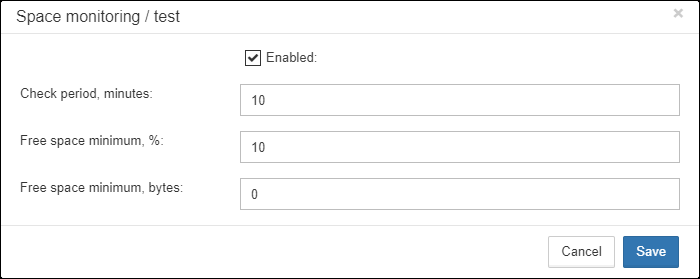 Space monitoring / test
×
Enabled:
Check period, minutes:
10
Free space minimum, %:
10
Free space minimum, bytes:
0
Cancel
Save